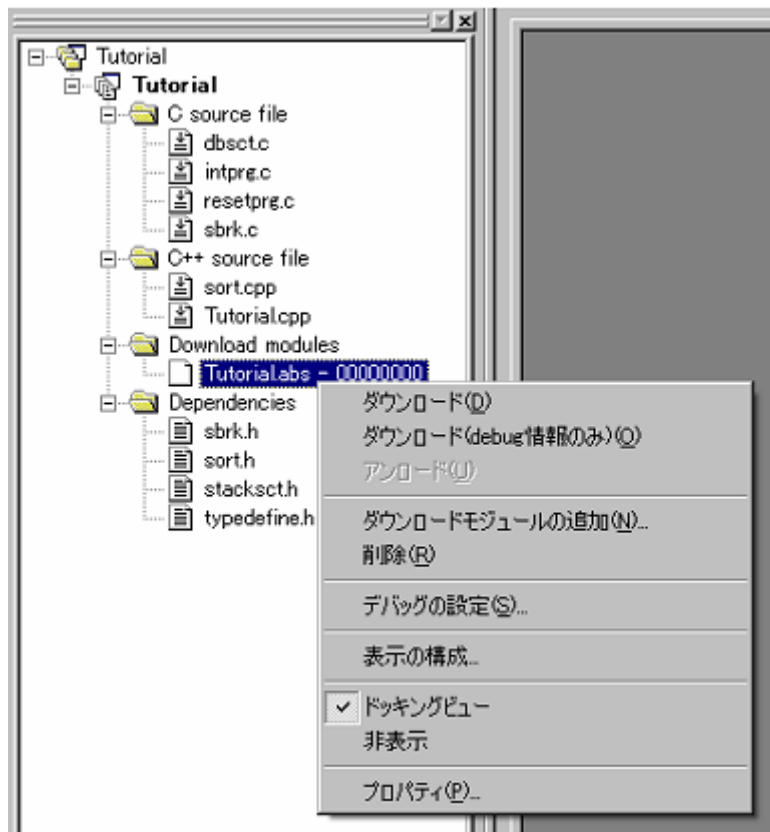 Tutorial
Tutorial
C source file
dbsct.c
intprg.c
resetprg.c
sbrk.c
C++ source file
sort.cpp
Tutorial.cpp
Download modules
Tutorial.abs - 00000000
Dependencies
sbrk.h
sort.h
stacksct.h
typedefine.h
ダウンロード(D)
ダウンロード(debug情報のみ)(O)
アンロード(U)
ダウンロードモジュールの追加(N)...
削除(R)
デバッグの設定(S)...
表示の構成...
ドッキングビュー
非表示
プロパティ(P)...